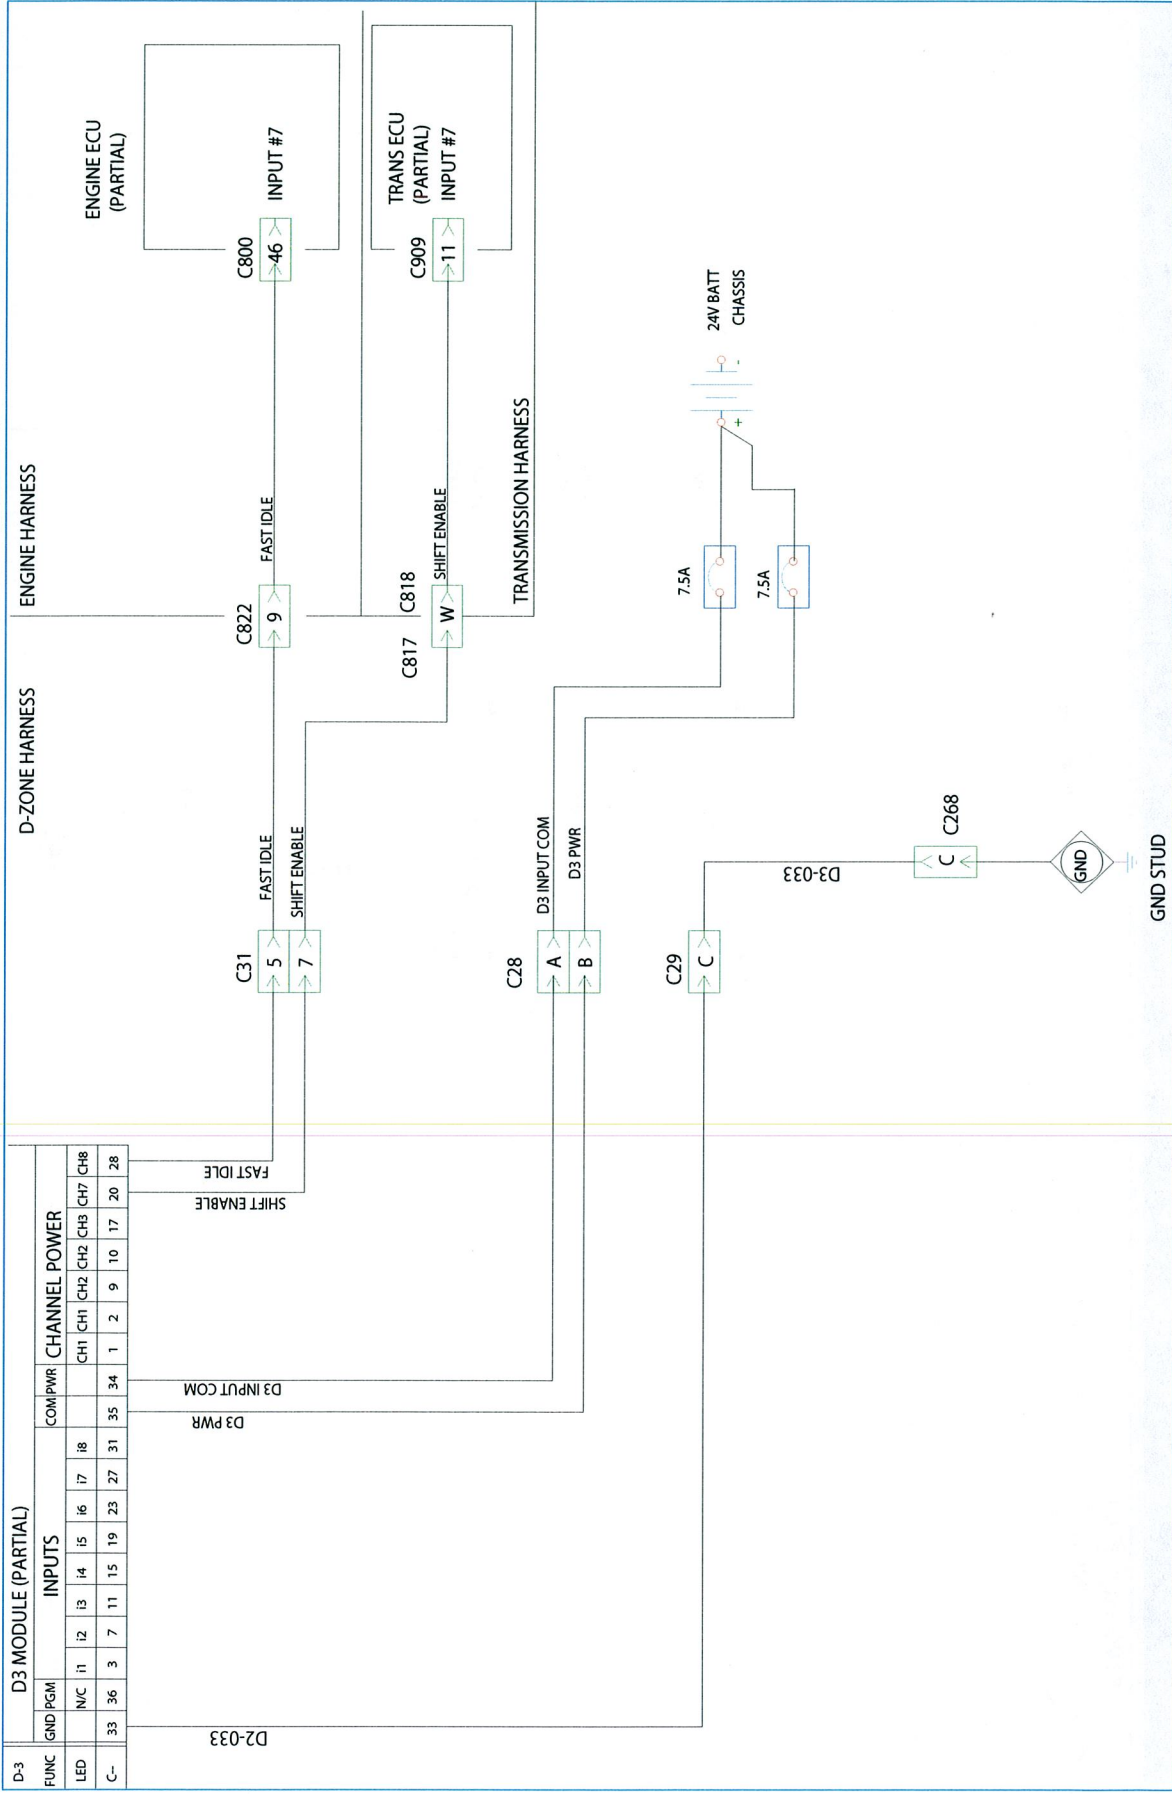 D3 MODULE (PARTIAL)
D-3
FUNC GND PGM INPUTS COM PWR CHANNEL POWER
LED N/C i1 i2 i3 i4 i5 i6 i7 i8 CH1 CH1 CH2 CH2 CH3 CH7 CH8
C-- 33 36 3 7 11 15 19 23 27 31 35 34 1 2 9 10 17 20 28
D2-033
D3 PWR
D3 INPUT COM
SHIFT ENABLE
FAST IDLE
D-ZONE HARNESS
ENGINE HARNESS
ENGINE ECU
(PARTIAL)
C31
5
7
FAST IDLE
SHIFT ENABLE
C822
9
FAST IDLE
C800
46
INPUT #7
TRANS ECU
(PARTIAL)
INPUT #7
C817
C818
W
SHIFT ENABLE
C909
11
TRANSMISSION HARNESS
C28
A
B
D3 INPUT COM
D3 PWR
7.5A
7.5A
+
-
24V BATT
CHASSIS
C29
C
D3-033
C268
C
GND
GND STUD